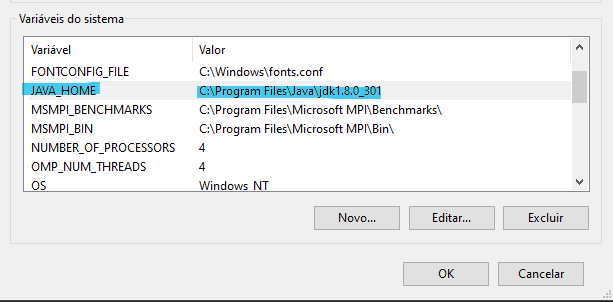 Variáveis do sistema
Variável Valor
FONTCONFIG_FILE C:\Windows\fonts.conf
JAVA_HOME C:\Program Files\Java\jdk1.8.0_301
MSMPI_BENCHMARKS C:\Program Files\Microsoft MPI\Benchmarks\
MSMPI_BIN C:\Program Files\Microsoft MPI\Bin\
NUMBER_OF_PROCESSORS 4
OMP_NUM_THREADS 4
OS Windows_NT
Novo... Editar... Excluir
OK Cancelar